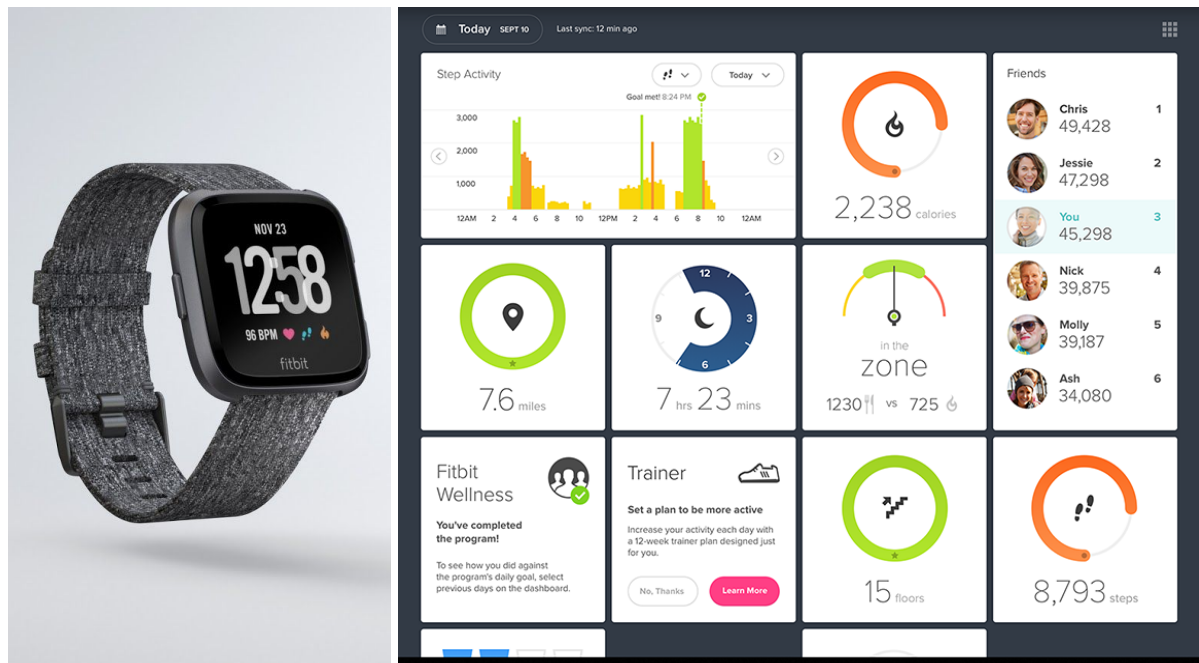 NOV 23
12:58
96 BPM
fitbit
Today SEPT 10
Last sync: 12 min ago
Step Activity
Today
Goal met! 8:24 PM
3,000
2,000
1,000
12AM 2 4 6 8 10 12PM 2 4 6 8 10 12AM
2,238 calories
Friends
Chris 1
49,428
Jessie 2
47,298
You 3
45,298
Nick 4
39,875
Molly 5
39,187
Ash 6
34,080
7.6 miles
12
9 3
6
7 hrs 23 mins
in the
zone
1230 vs 725
Fitbit
Wellness
You've completed
the program!
To see how you did against
the program's daily goal, select
previous days on the dashboard.
Trainer
Set a plan to be more active
Increase your activity each day with
a 12-week trainer plan designed just
for you.
No, Thanks
Learn More
15 floors
8,793 steps